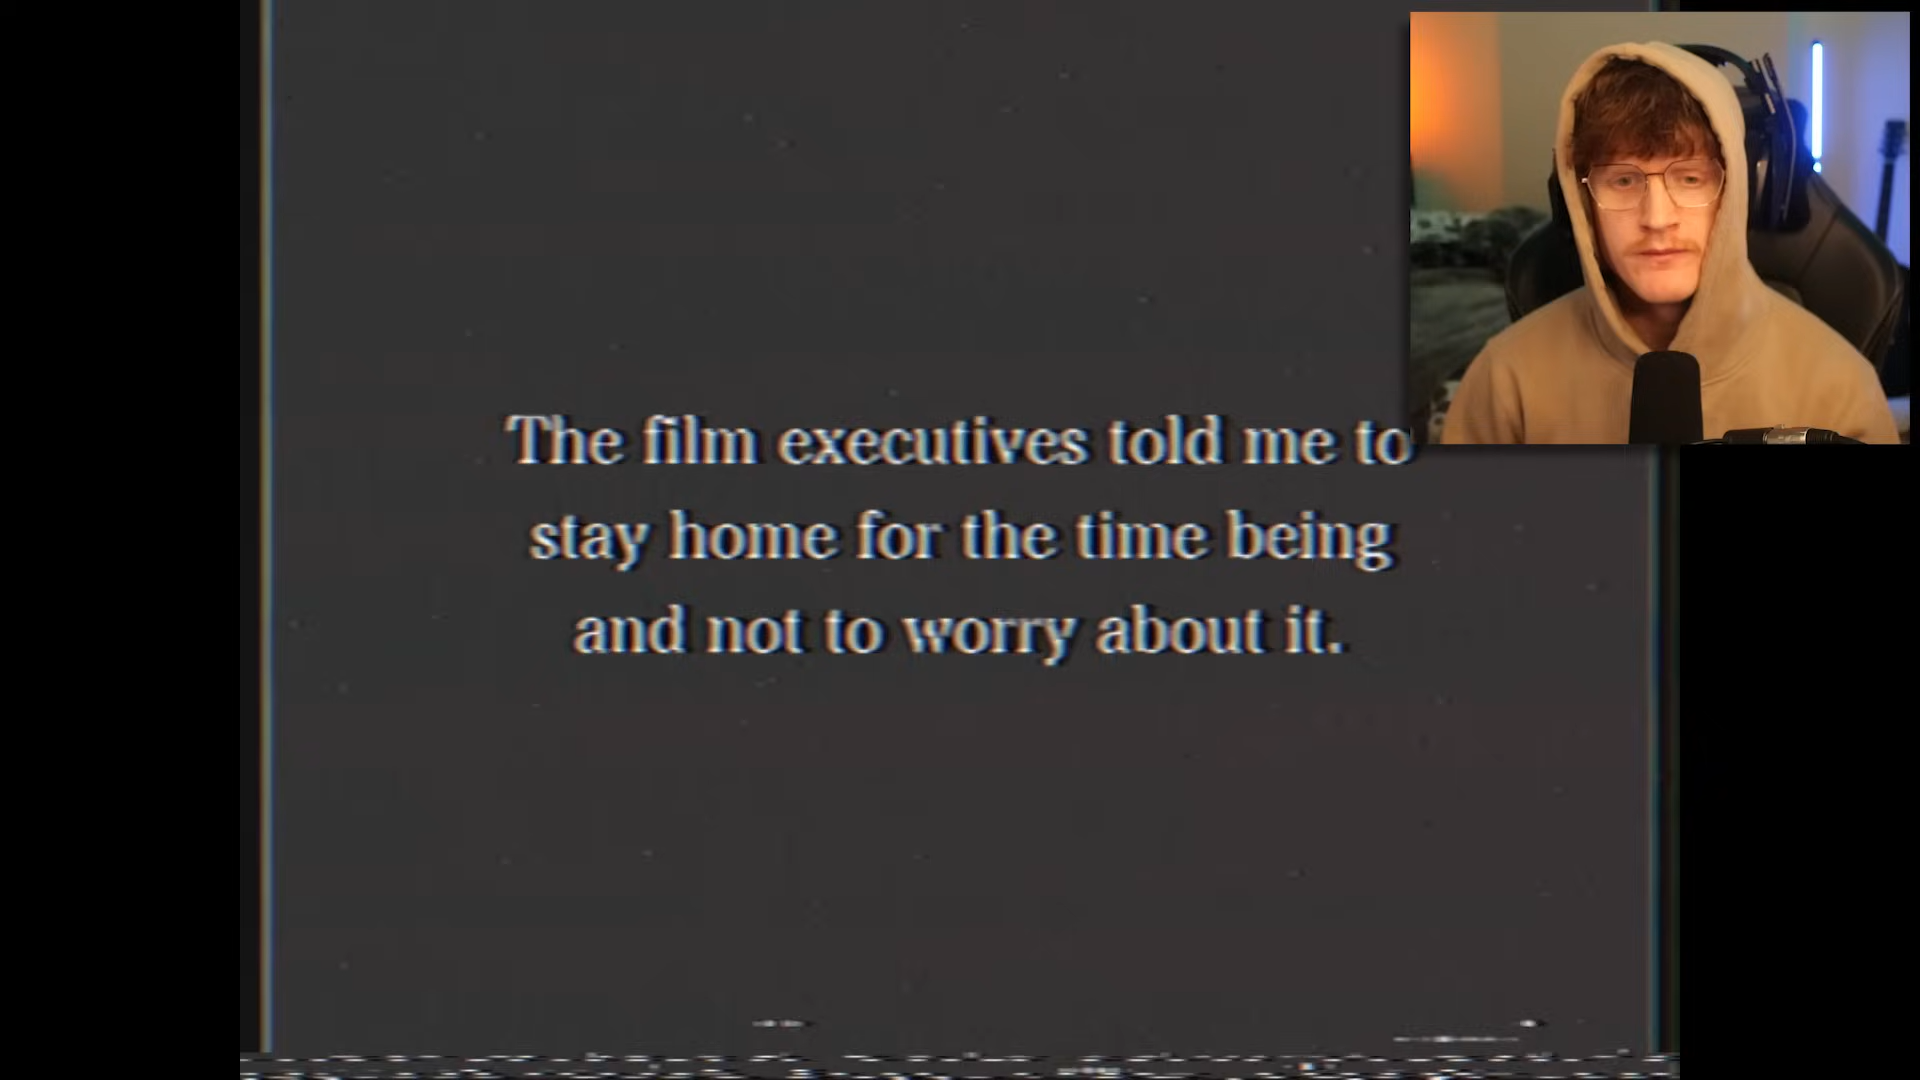 The film executives told me to
stay home for the time being
and not to worry about it.